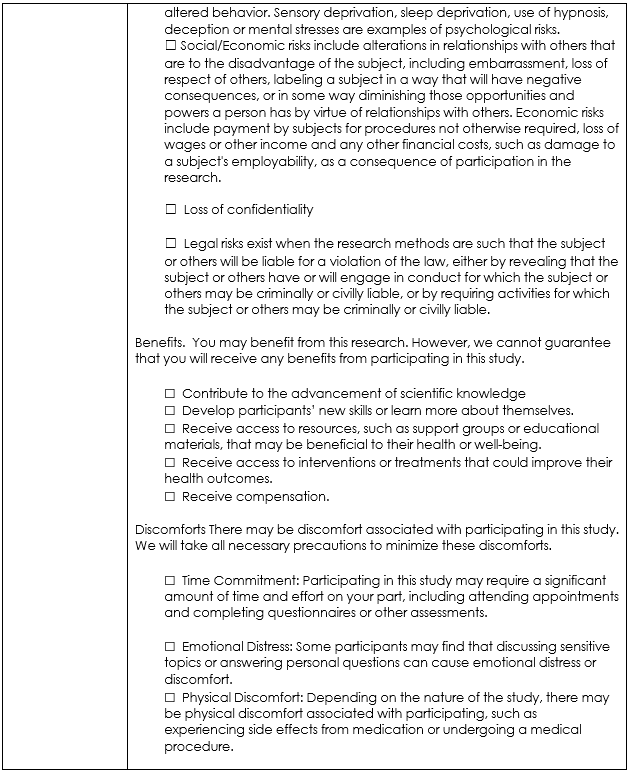 altered behavior. Sensory deprivation, sleep deprivation, use of hypnosis,
deception or mental stresses are examples of psychological risks.
☐ Social/Economic risks include alterations in relationships with others that
are to the disadvantage of the subject, including embarrassment, loss of
respect of others, labeling a subject in a way that will have negative
consequences, or in some way diminishing those opportunities and
powers a person has by virtue of relationships with others. Economic risks
include payment by subjects for procedures not otherwise required, loss of
wages or other income and any other financial costs, such as damage to
a subject's employability, as a consequence of participation in the
research.
☐ Loss of confidentiality
☐ Legal risks exist when the research methods are such that the subject
or others will be liable for a violation of the law, either by revealing that the
subject or others have or will engage in conduct for which the subject or
others may be criminally or civilly liable, or by requiring activities for which
the subject or others may be criminally or civilly liable.
Benefits. You may benefit from this research. However, we cannot guarantee
that you will receive any benefits from participating in this study.
☐ Contribute to the advancement of scientific knowledge
☐ Develop participants’ new skills or learn more about themselves.
☐ Receive access to resources, such as support groups or educational
materials, that may be beneficial to their health or well-being.
☐ Receive access to interventions or treatments that could improve their
health outcomes.
☐ Receive compensation.
Discomforts There may be discomfort associated with participating in this study.
We will take all necessary precautions to minimize these discomforts.
☐ Time Commitment: Participating in this study may require a significant
amount of time and effort on your part, including attending appointments
and completing questionnaires or other assessments.
☐ Emotional Distress: Some participants may find that discussing sensitive
topics or answering personal questions can cause emotional distress or
discomfort.
☐ Physical Discomfort: Depending on the nature of the study, there may
be physical discomfort associated with participating, such as
experiencing side effects from medication or undergoing a medical
procedure.